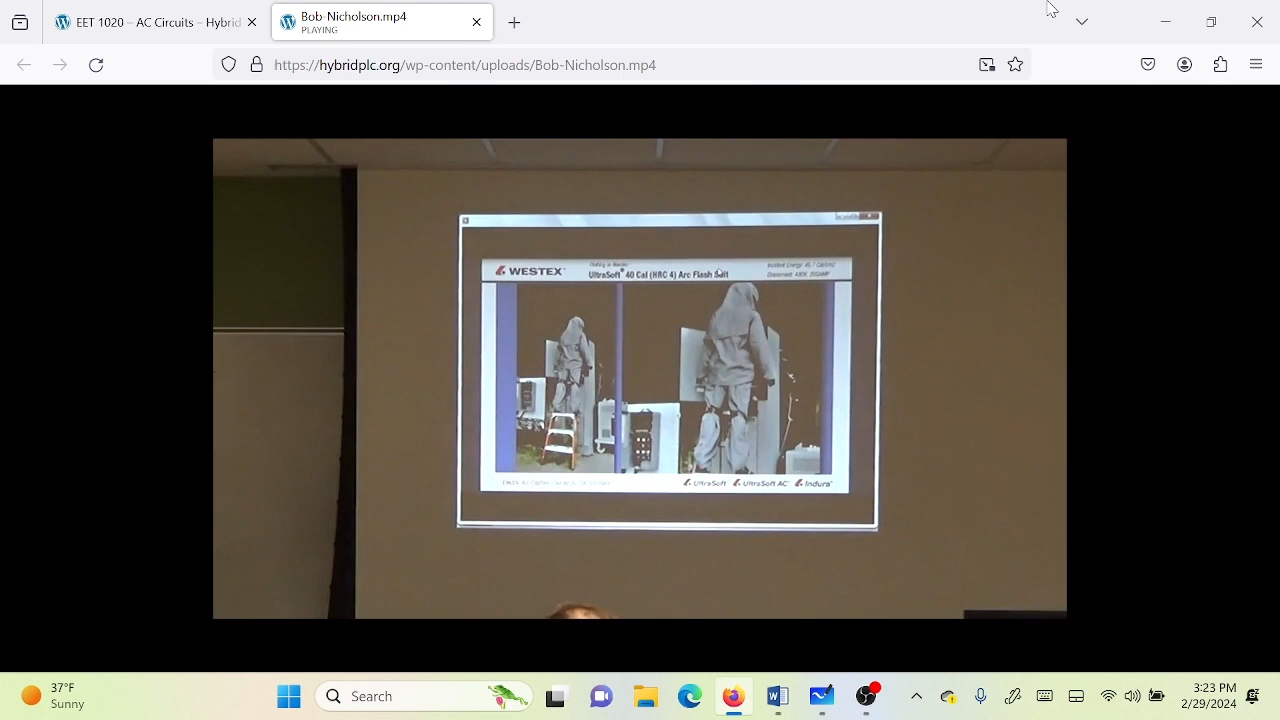 EET 1020 – AC Circuits – Hybrid
Bob-Nicholson.mp4
PLAYING
https://hybridplc.org/wp-content/uploads/Bob-Nicholson.mp4
WESTEX
UltraSoft® 40 Cal (HRC 4) Arc Flash Suit
UltraSoft
UltraSoft AC
Indura
37°F
Sunny
Search
3:23 PM
2/29/2024